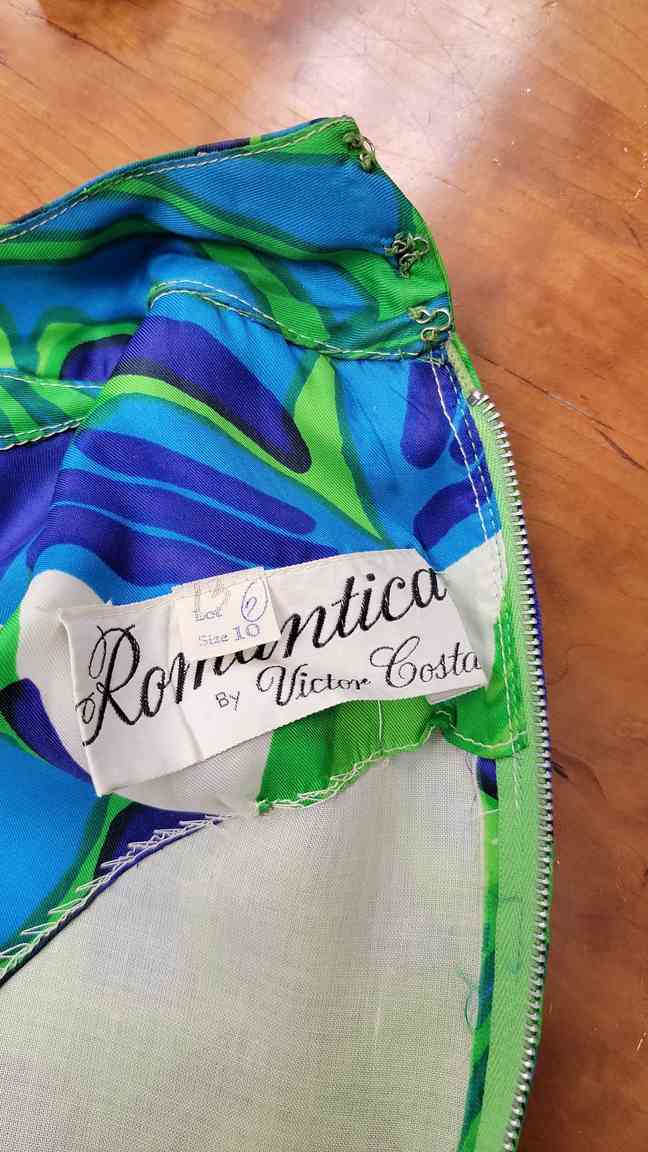 Lot
Size 10
Romantica
By Victor Costa